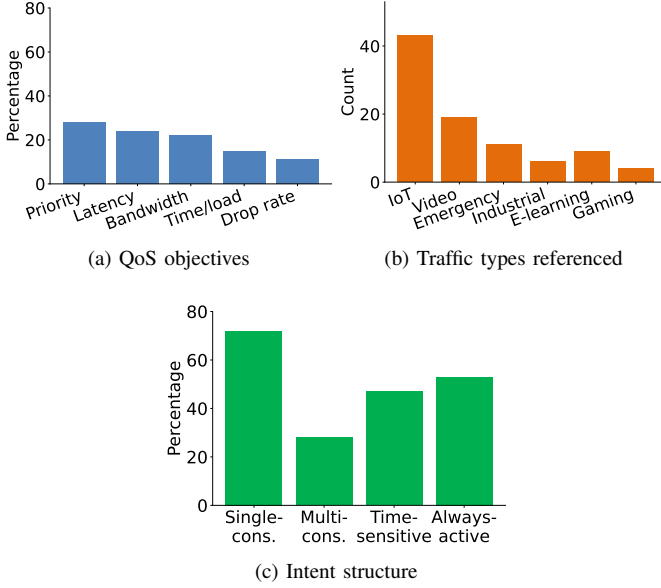 80
60
40
20
0
Percentage
Priority
Latency
Bandwidth
Time/load
Drop rate
(a) QoS objectives
40
20
0
Count
IoT
Video
Emergency
Industrial
E-learning
Gaming
(b) Traffic types referenced
80
60
40
20
0
Percentage
Single-
cons.
Multi-
cons.
Time-
sensitive
Always-
active
(c) Intent structure